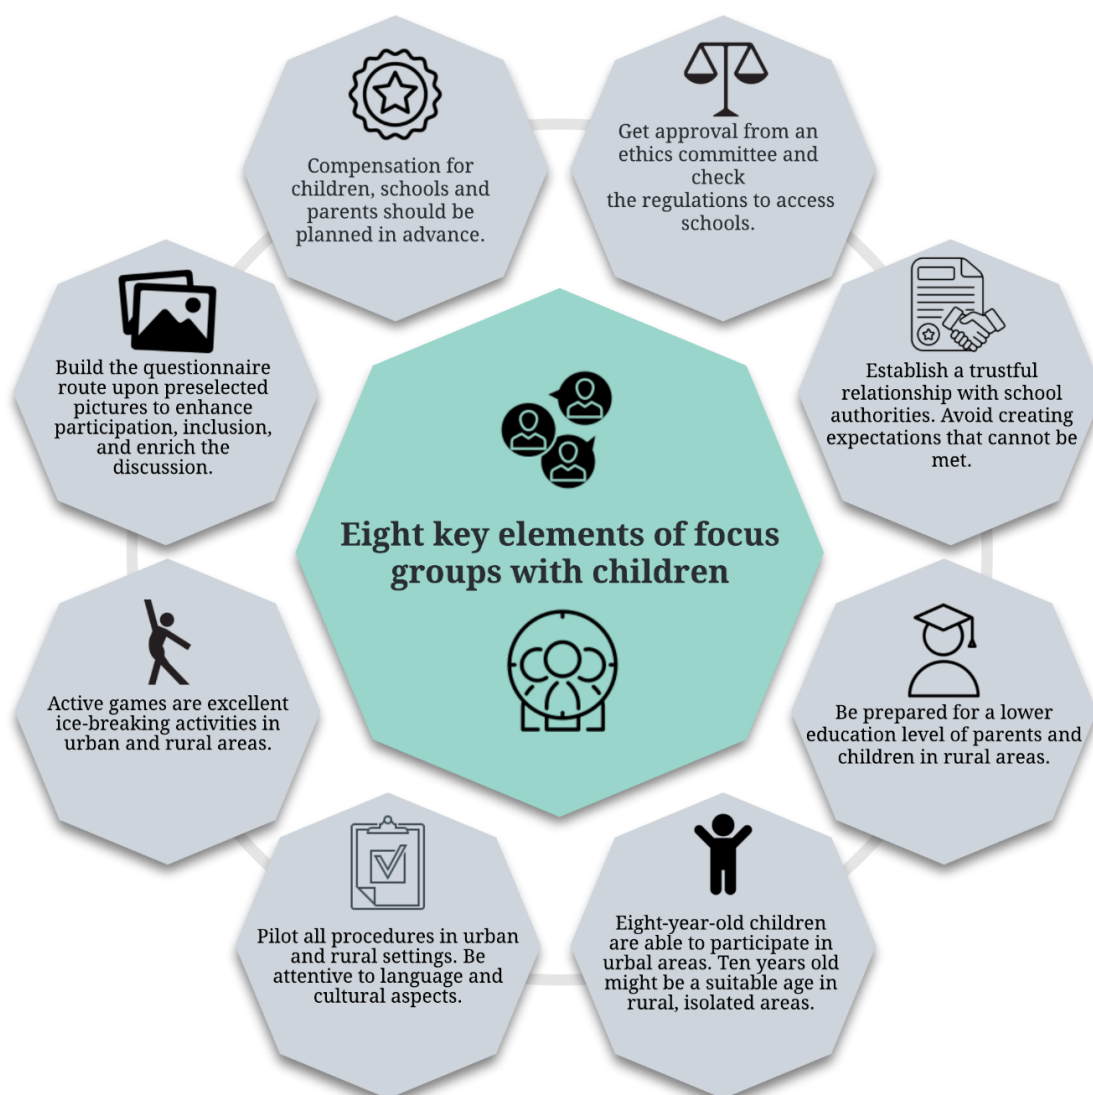 Compensation for
children, schools and
parents should be
planned in advance.
Get approval from an
ethics committee and
check
the regulations to access
schools.
Build the questionnaire
route upon preselected
pictures to enhance
participation, inclusion,
and enrich the
discussion.
Establish a trustful
relationship with school
authorities. Avoid creating
expectations that cannot be
met.
Eight key elements of focus
groups with children
Active games are excellent
ice-breaking activities in
urban and rural areas.
Be prepared for a lower
education level of parents and
children in rural areas.
Pilot all procedures in urban
and rural settings. Be
attentive to language and
cultural aspects.
Eight-year-old children
are able to participate in
urbal areas. Ten years old
might be a suitable age in
rural, isolated areas.